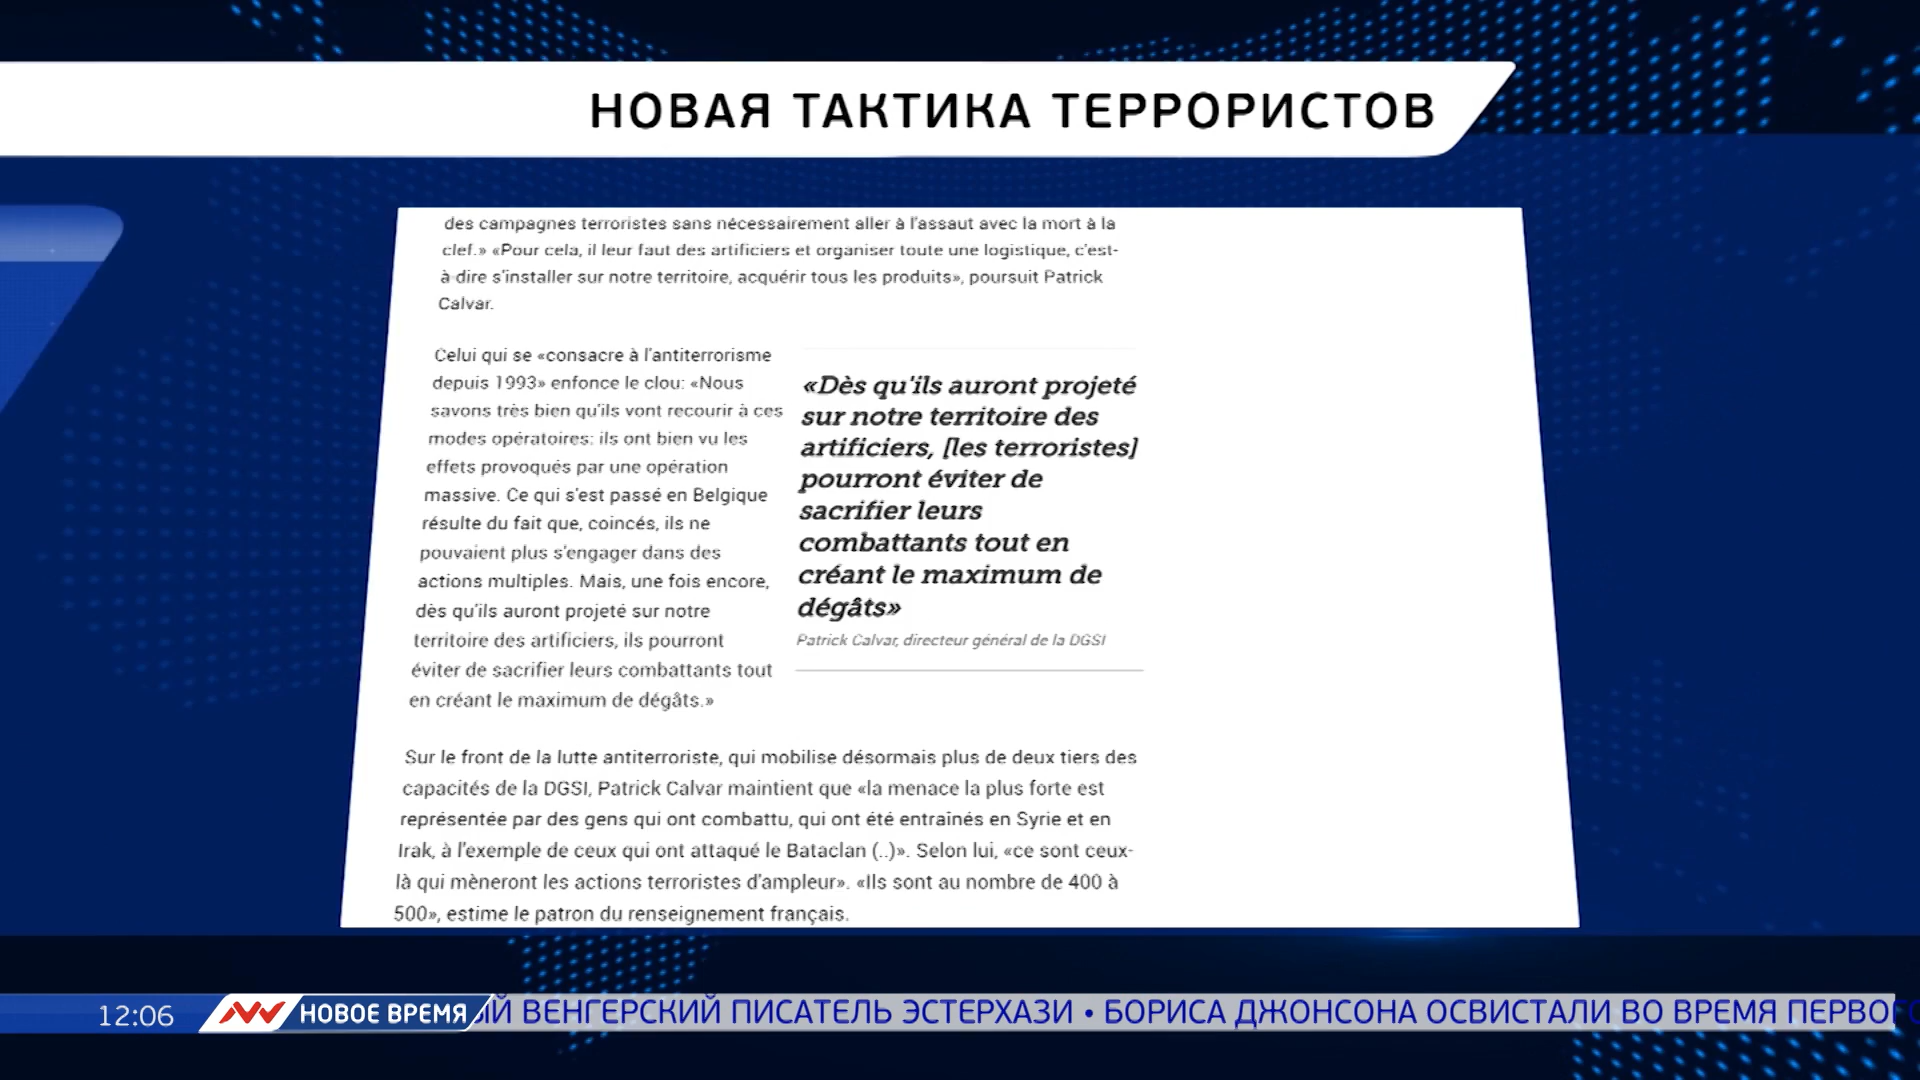 НОВАЯ ТАКТИКА ТЕРРОРИСТОВ
des campagnes terroristes sans nécessairement aller à l'assaut avec la mort à la
clef.» «Pour cela, il leur faut des artificiers et organiser toute une logistique, c'est-
à-dire s'installer sur notre territoire, acquérir tous les produits», poursuit Patrick
Calvar.
Celui qui se «consacre à l'antiterrorisme
depuis 1993» enfonce le clou: «Nous
savons très bien qu'ils vont recourir à ces
modes opératoires: ils ont bien vu les
effets provoqués par une opération
massive. Ce qui s'est passé en Belgique
résulte du fait que, coincés, ils ne
pouvaient plus s'engager dans des
actions multiples. Mais, une fois encore,
dès qu'ils auront projeté sur notre
territoire des artificiers, ils pourront
éviter de sacrifier leurs combattants tout
en créant le maximum de dégâts.»
«Dès qu'ils auront projeté
sur notre territoire des
artificiers, [les terroristes]
pourront éviter de
sacrifier leurs
combattants tout en
créant le maximum de
dégâts»
Patrick Calvar, directeur général de la DGSI
Sur le front de la lutte antiterroriste, qui mobilise désormais plus de deux tiers des
capacités de la DGSI, Patrick Calvar maintient que «la menace la plus forte est
représentée par des gens qui ont combattu, qui ont été entraînés en Syrie et en
Irak, à l'exemple de ceux qui ont attaqué le Bataclan (..)». Selon lui, «ce sont ceux-
là qui mèneront les actions terroristes d'ampleur». «Ils sont au nombre de 400 à
500», estime le patron du renseignement français.
12:06 НОВОЕ ВРЕМЯ ЫЙ ВЕНГЕРСКИЙ ПИСАТЕЛЬ ЭСТЕРХАЗИ • БОРИСА ДЖОНСОНА ОСВИСТАЛИ ВО ВРЕМЯ ПЕРВОГО